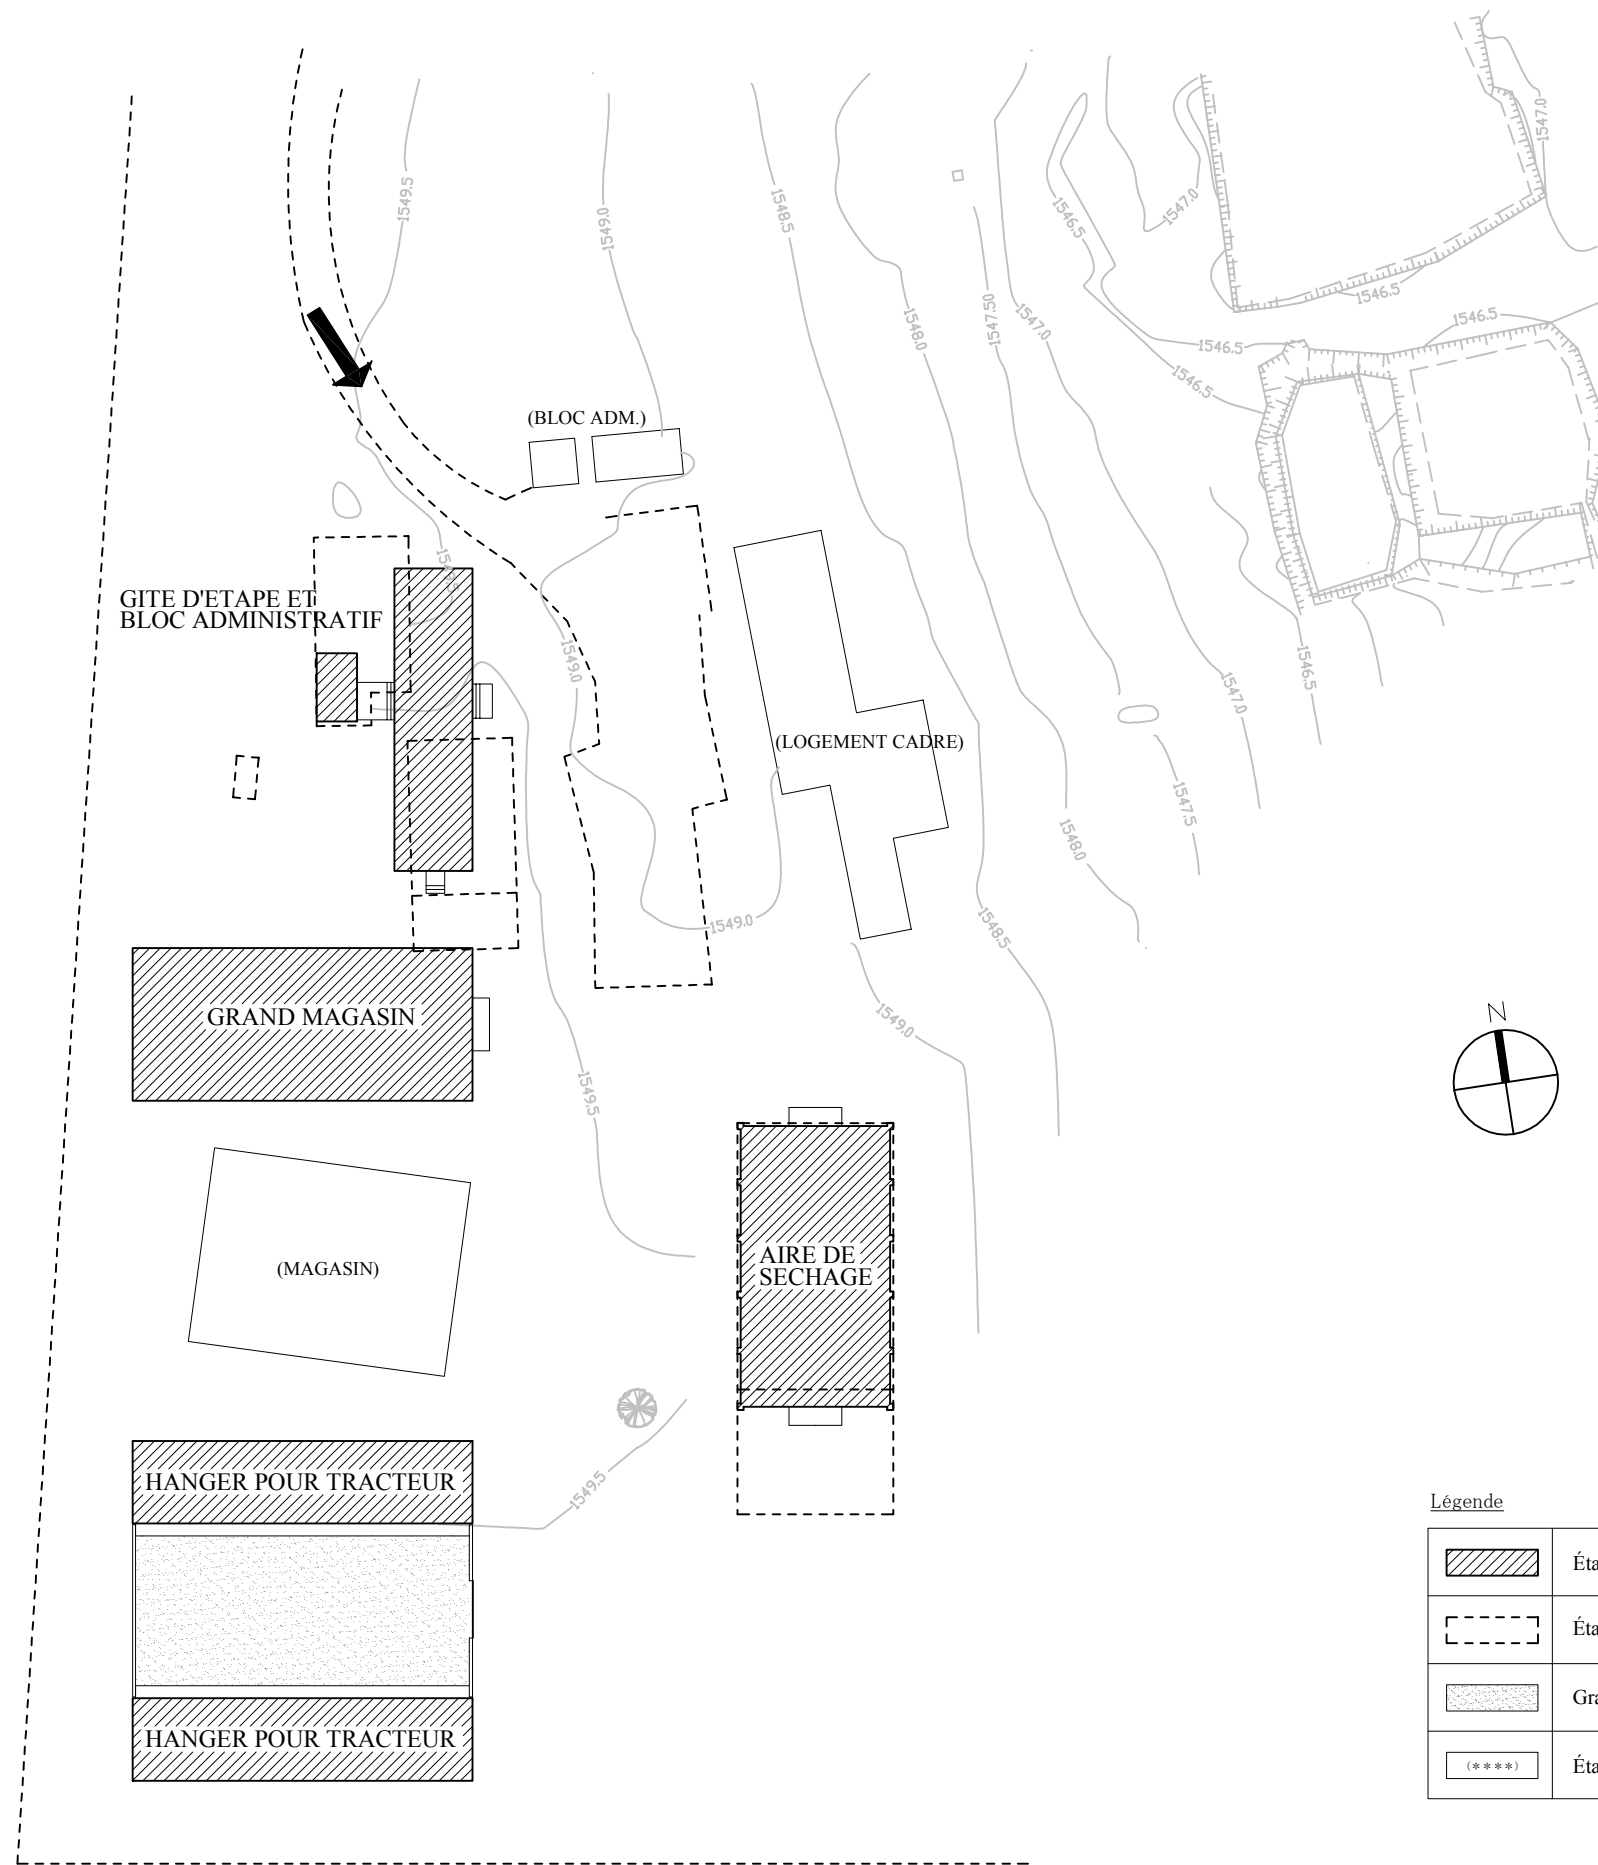 1547.0
1549.5
1549.0
1548.5
1546.5
1547.0
1546.5
1548.0
1547.50
1547.0
1546.5
1546.5
1546.5
(BLOC ADM.)
1549.5
GITE D'ETAPE ET
BLOC ADMINISTRATIF
1549.0
1546.5
1547.0
(LOGEMENT CADRE)
1547.5
1548.0
1549.0
1548.5
GRAND MAGASIN
1549.0
N
1549.5
AIRE DE
SECHAGE
(MAGASIN)
HANGER POUR TRACTEUR
1549.5
HANGER POUR TRACTEUR
Légende
Éta
Éta
Gra
(****)
Éta